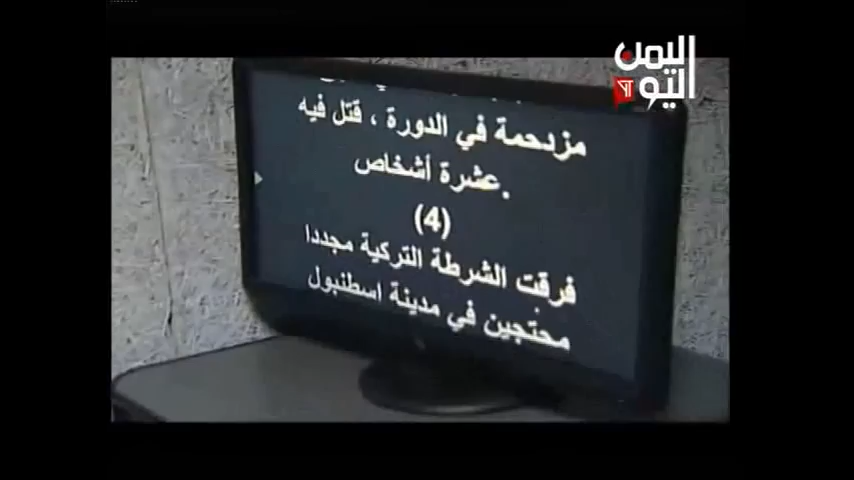 اليمن
اليوم
مزدحمة في الدورة ، قتل فيه
عشرة أشخاص.
(4)
فرقت الشرطة التركية مجددا
محتجين في مدينة اسطنبول